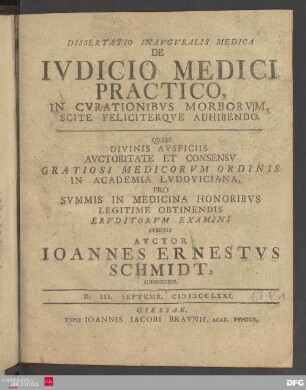 DISSERTATIO INAVGVRALIS MEDICA
DE
IVDICIO MEDICI
PRACTICO,
IN CVRATIONIBVS MORBORVM,
SCITE FELICITERQVE ADHIBENDO.
QVAM
DIVINIS AVSPICIIS
AVCTORITATE ET CONSENSV
GRATIOSI MEDICORVM ORDINIS
IN ACADEMIA LVDOVICIANA,
PRO
SVMMIS IN MEDICINA HONORIBVS
LEGITIME OBTINENDIS
ERVDITORVM EXAMINI
AVCTOR
IOANNES ERNESTVS
SCHMIDT,
D. III. SEPTEMB. CIƆIƆCCLXXI.
1771
GIESSAE,
TYPIS IOANNIS IACOBI BRAVNII, ACAD. TYPOGR.
DFG